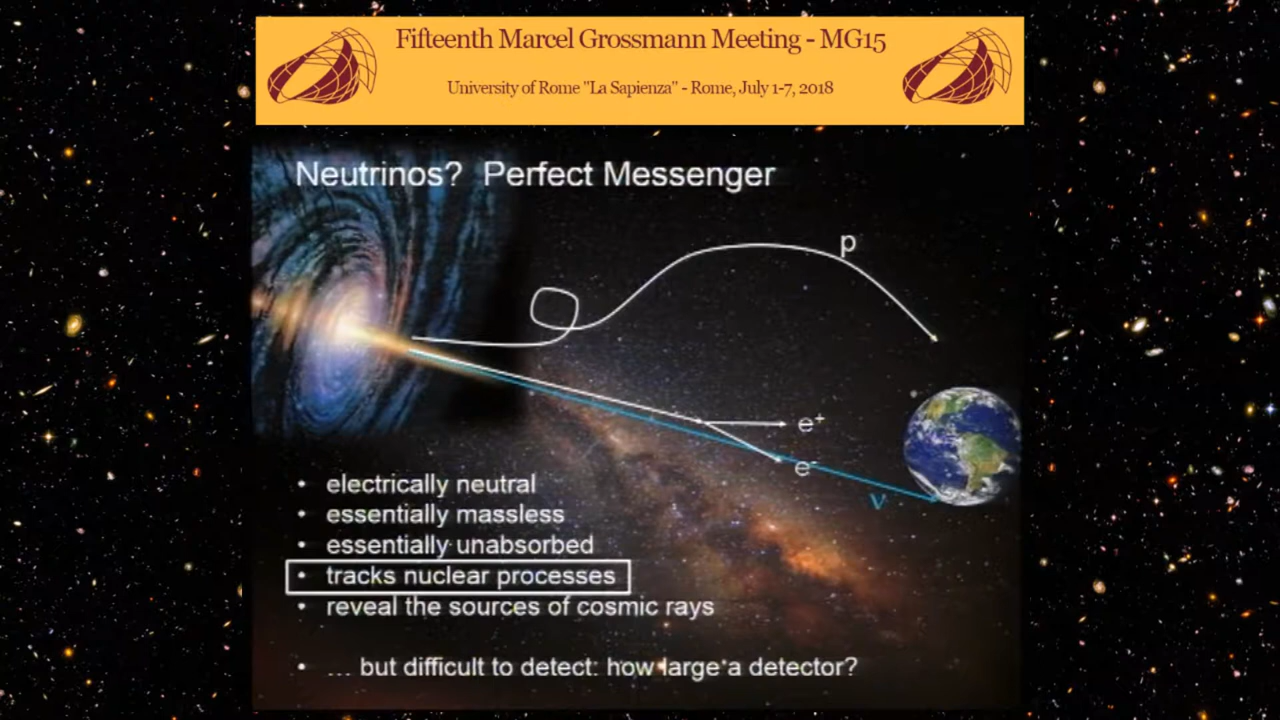 Fifteenth Marcel Grossmann Meeting - MG15
University of Rome "La Sapienza" - Rome, July 1-7, 2018
Neutrinos? Perfect Messenger
p
e+
e-
ν
• electrically neutral
• essentially massless
• essentially unabsorbed
• tracks nuclear processes
• reveal the sources of cosmic rays
• ... but difficult to detect: how large a detector?